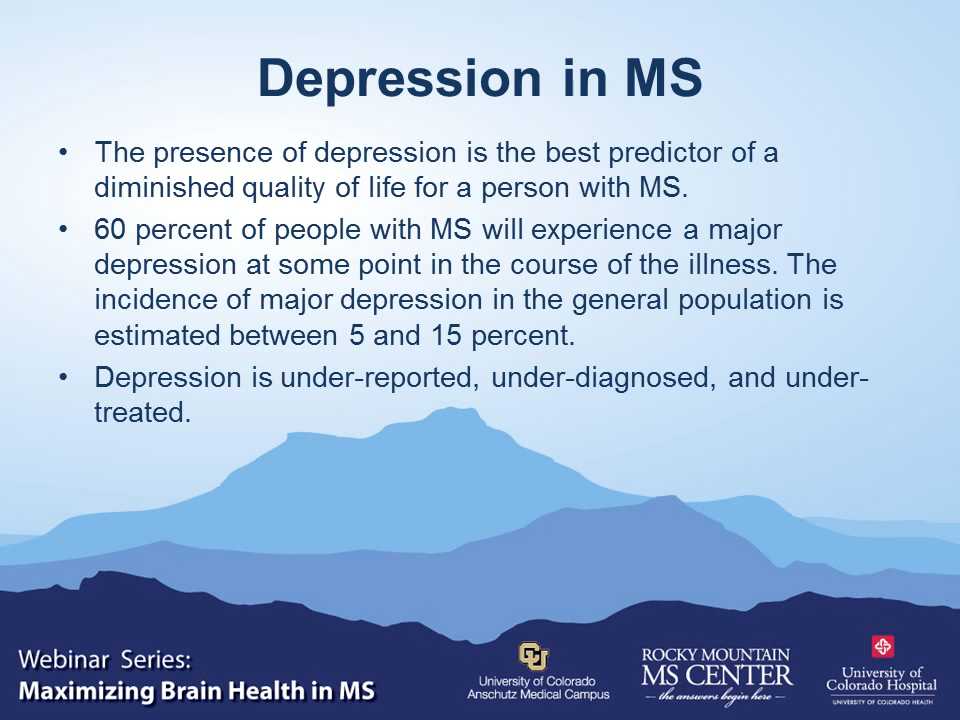 Depression in MS
• The presence of depression is the best predictor of a
diminished quality of life for a person with MS.
• 60 percent of people with MS will experience a major
depression at some point in the course of the illness. The
incidence of major depression in the general population is
estimated between 5 and 15 percent.
• Depression is under-reported, under-diagnosed, and under-
treated.
Webinar Series:
Maximizing Brain Health in MS
CU
University of Colorado
Anschutz Medical Campus
ROCKY MOUNTAIN
MS CENTER
the answers begin here
University of
Colorado Hospital
UNIVERSITY OF COLORADO HEALTH